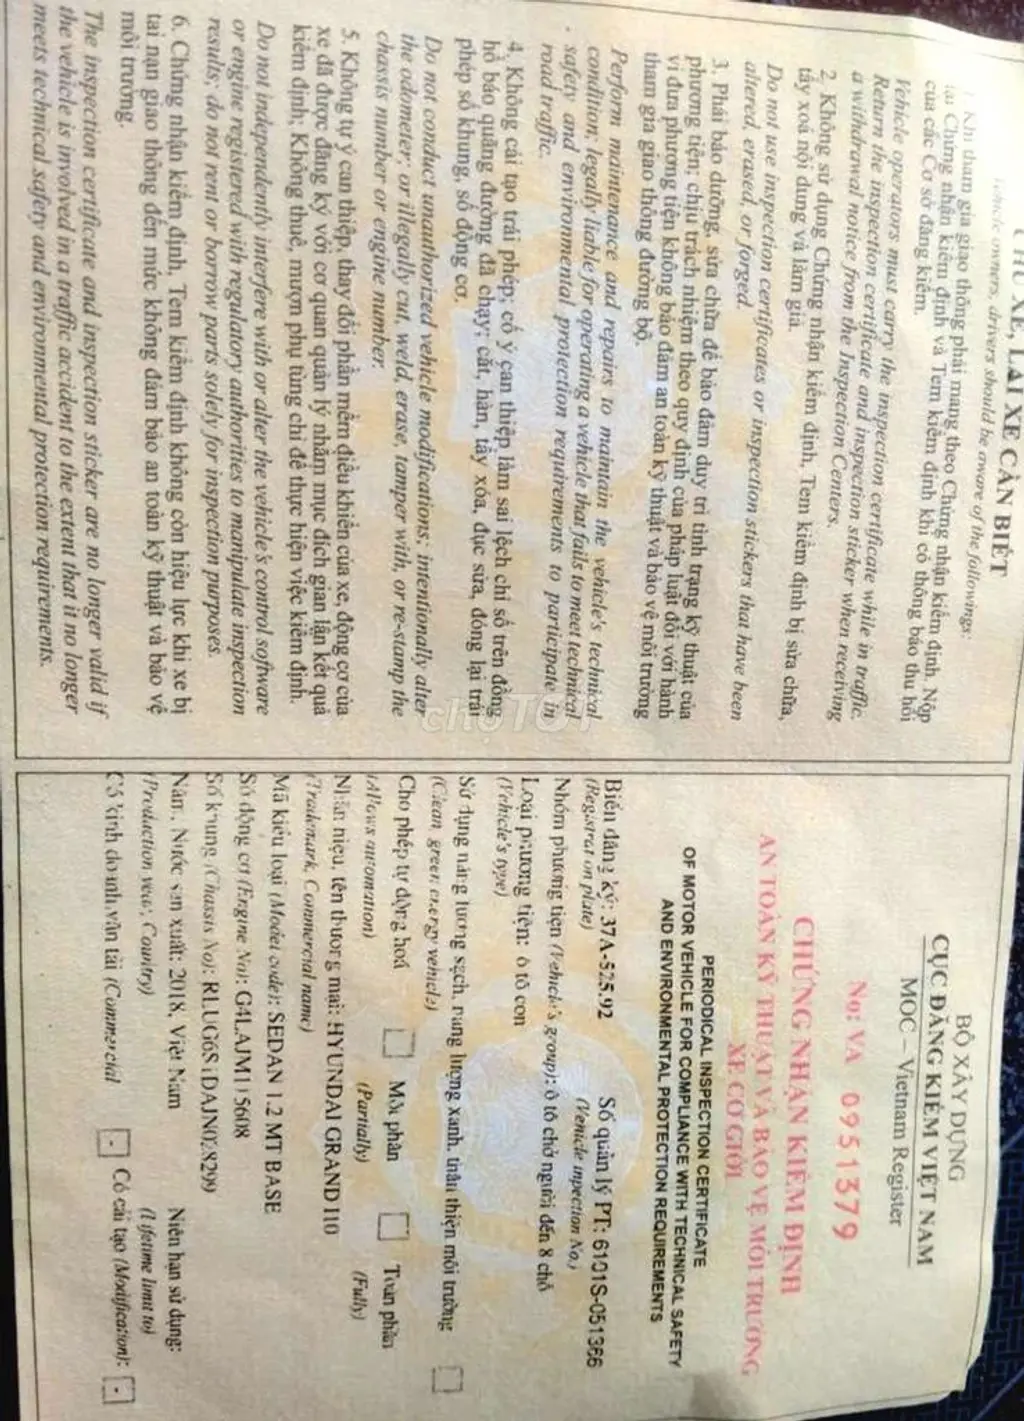 CHỦ XE, LÁI XE CẦN BIẾT
Vehicle owners, drivers should be aware of the followings:
Khi tham gia giao thông phải mang theo Chứng nhận kiểm định. Nộp
lại Chứng nhận kiểm định và Tem kiểm định khi có thông báo thu hồi
của các Cơ sở đăng kiểm.
Vehicle operators must carry the inspection certificate while in traffic.
Return the inspection certificate and inspection sticker when receiving
a withdrawal notice from the Inspection Centers.
2. Không sử dụng Chứng nhận kiểm định, Tem kiểm định bị sửa chữa,
tẩy xoá nội dung và làm giả.
Do not use inspection certificates or inspection stickers that have been
altered, erased, or forged.
3. Phải bảo dưỡng, sửa chữa để bảo đảm duy trì tình trạng kỹ thuật của
phương tiện; chịu trách nhiệm theo quy định của pháp luật đối với hành
vi đưa phương tiện không bảo đảm an toàn kỹ thuật và bảo vệ môi trường
tham gia giao thông đường bộ.
Perform maintenance and repairs to maintain the vehicle's technical
condition, legally liable for operating a vehicle that fails to meet technical
safety and environmental protection requirements to participate in
road traffic.
4. Không cải tạo trái phép; cố ý can thiệp làm sai lệch chỉ số trên đồng
hồ báo quãng đường đã chạy; cắt, hàn, tẩy xóa, đục sửa, đóng lại trái
phép số khung, số động cơ.
Do not conduct unauthorized vehicle modifications; intentionally alter
the odometer; or illegally cut, weld, erase, tamper with, or re-stamp the
chassis number or engine number.
5. Không tự ý can thiệp, thay đổi phần mềm điều khiển của xe, động cơ của
xe đã được đăng ký với cơ quan quản lý nhằm mục đích gian lận kết quả
kiểm định; Không thuê, mượn phụ tùng chỉ để thực hiện việc kiểm định.
Do not independently interfere with or alter the vehicle's control software
or engine registered with regulatory authorities to manipulate inspection
results; do not rent or borrow parts solely for inspection purposes.
6. Chứng nhận kiểm định, Tem kiểm định không còn hiệu lực khi xe bị
tai nạn giao thông đến mức không đảm bảo an toàn kỹ thuật và bảo vệ
môi trường.
The inspection certificate and inspection sticker are no longer valid if
the vehicle is involved in a traffic accident to the extent that it no longer
meets technical safety and environmental protection requirements.
chợTỐT
BỘ XÂY DỰNG
CỤC ĐĂNG KIỂM VIỆT NAM
MOC – Vietnam Register
No: VA 0951379
CHỨNG NHẬN KIỂM ĐỊNH
AN TOÀN KỸ THUẬT VÀ BẢO VỆ MÔI TRƯỜNG
XE CƠ GIỚI
PERIODICAL INSPECTION CERTIFICATE
OF MOTOR VEHICLE FOR COMPLIANCE WITH TECHNICAL SAFETY
AND ENVIRONMENTAL PROTECTION REQUIREMENTS
Biển đăng ký: 37A-525.92 Số quản lý PT: 6101S-051366
(Registration plate) (Vehicle inpection No.)
Nhóm phương tiện (Vehicle's group): ô tô chở người đến 8 chỗ
Loại phương tiện: ô tô con
(Vehicle's type)
Sử dụng năng lượng sạch, năng lượng xanh, thân thiện môi trường
(Clean, green energy vehicles)
Cho phép tự động hoá Một phần Toàn phần
(Allows automation) (Partially) (Fully)
Nhãn hiệu, tên thương mại: HYUNDAI GRAND I10
(Trademark, Commercial name)
Mã kiểu loại (Model code): SEDAN 1.2 MT BASE
Số động cơ (Engine No): G4LAJM115608
Số khung (Chassis No):
Năm, Nước sản xuất: 2018, Việt Nam Niên hạn sử dụng:
(Production year, Country) (Lifetime limit to)
Có kinh doanh vận tải (Commercial - Có cải tạo (Modification): -